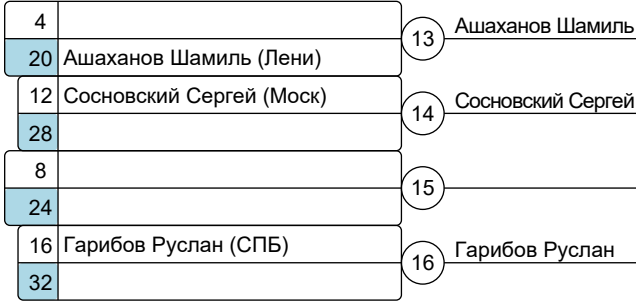 4
13 Ашаханов Шамиль
20 Ашаханов Шамиль (Лени)
12 Сосновский Сергей (Моск)
14 Сосновский Сергей
28
8
15
24
16 Гарибов Руслан (СПБ)
16 Гарибов Руслан
32